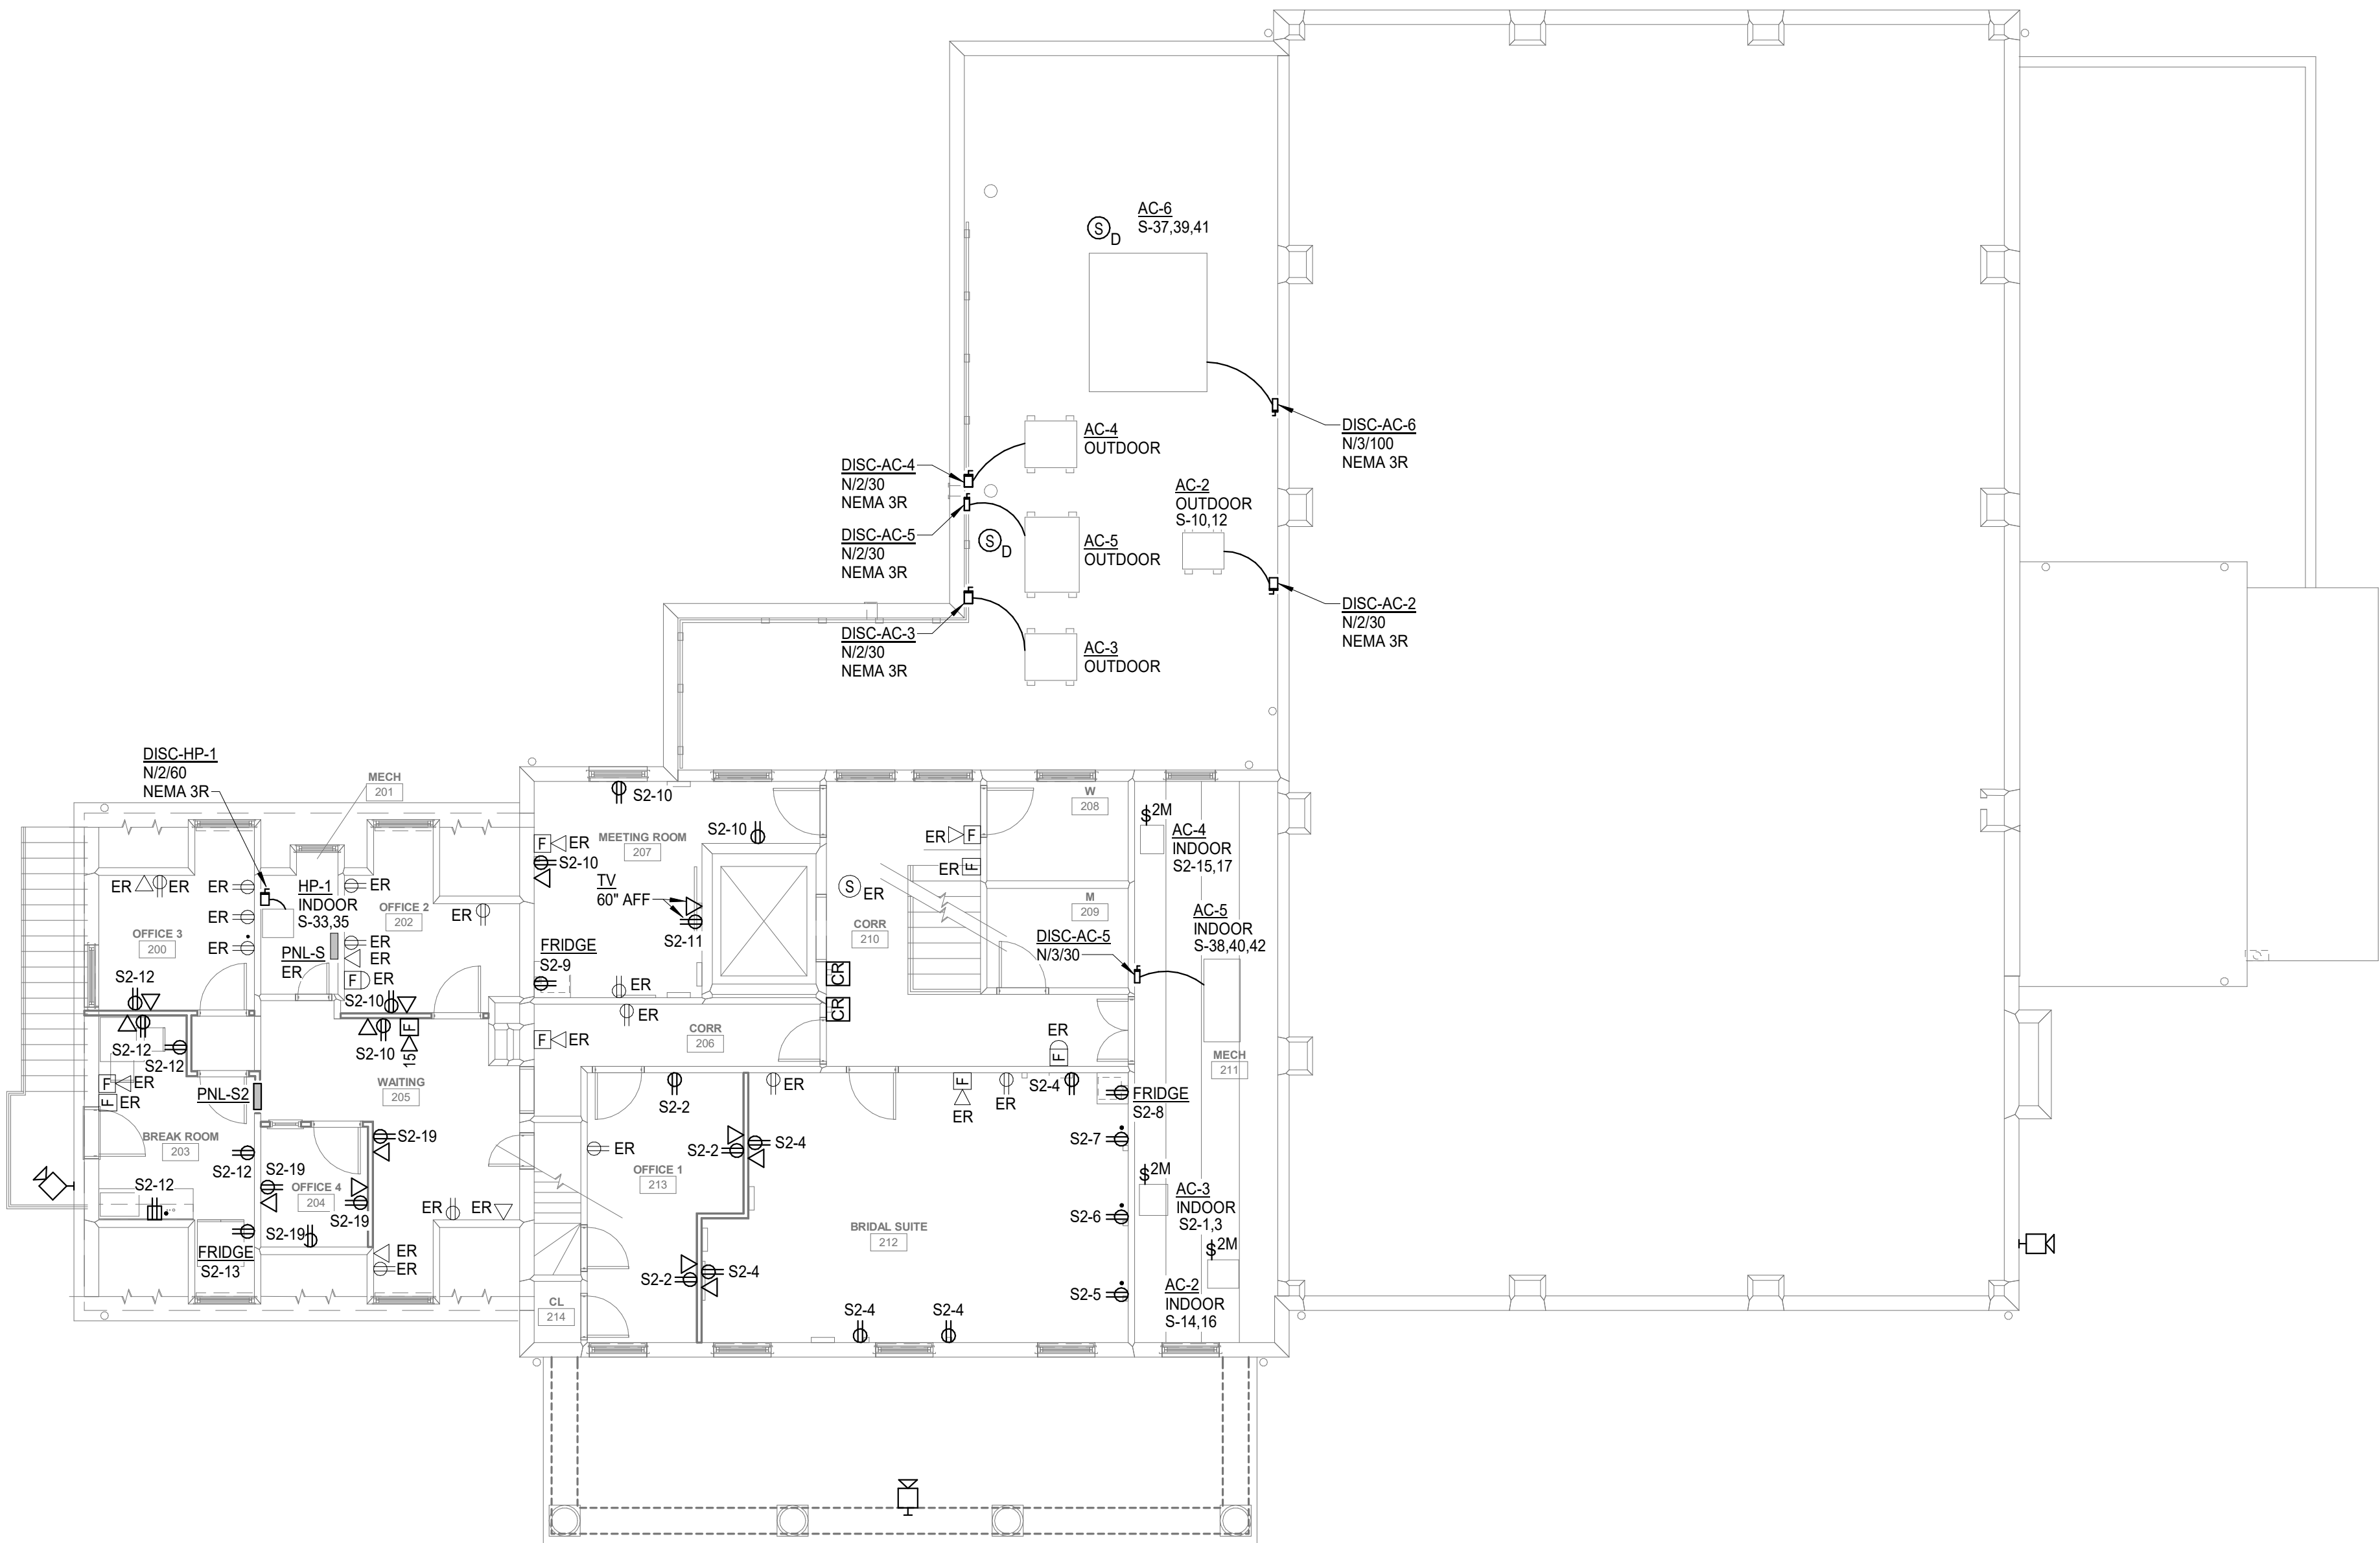 AC-6
S-37,39,41
S
D
DISC-AC-6
N/3/100
NEMA 3R
AC-4
OUTDOOR
DISC-AC-4
N/2/30
NEMA 3R
AC-2
OUTDOOR
S-10,12
DISC-AC-5
N/2/30
NEMA 3R
S
D
AC-5
OUTDOOR
DISC-AC-2
N/2/30
NEMA 3R
DISC-AC-3
N/2/30
NEMA 3R
AC-3
OUTDOOR
DISC-HP-1
N/2/60
NEMA 3R
MECH
201
S2-10
MEETING ROOM
207
S2-10
F
ER
S2-10
TV
60" AFF
S2-11
FRIDGE
S2-9
ER
ER
W
208
ER
F
ER
F
S
ER
CORR
210
M
209
CR
CR
$2M
AC-4
INDOOR
S2-15,17
AC-5
INDOOR
S-38,40,42
DISC-AC-5
N/3/30
MECH
211
ER
ER
ER
ER
ER
OFFICE 3
200
HP-1
INDOOR
S-33,35
ER
OFFICE 2
202
ER
PNL-S
ER
ER
ER
F
ER
S2-12
S2-10
S2-12
S2-12
S2-10
F
15
F
ER
F
ER
PNL-S2
WAITING
205
F
ER
CORR
206
ER
F
BREAK ROOM
203
S2-12
S2-12
S2-19
OFFICE 4
204
S2-19
S2-19
S2-19
FRIDGE
S2-13
ER
ER
ER
ER
S2-2
ER
F
ER
ER
S2-4
FRIDGE
S2-8
ER
OFFICE 1
213
S2-2
S2-4
S2-7
$2M
AC-3
INDOOR
S2-1,3
S2-6
BRIDAL SUITE
212
$2M
S2-2
S2-4
S2-5
AC-2
INDOOR
S-14,16
CL
214
S2-4
S2-4